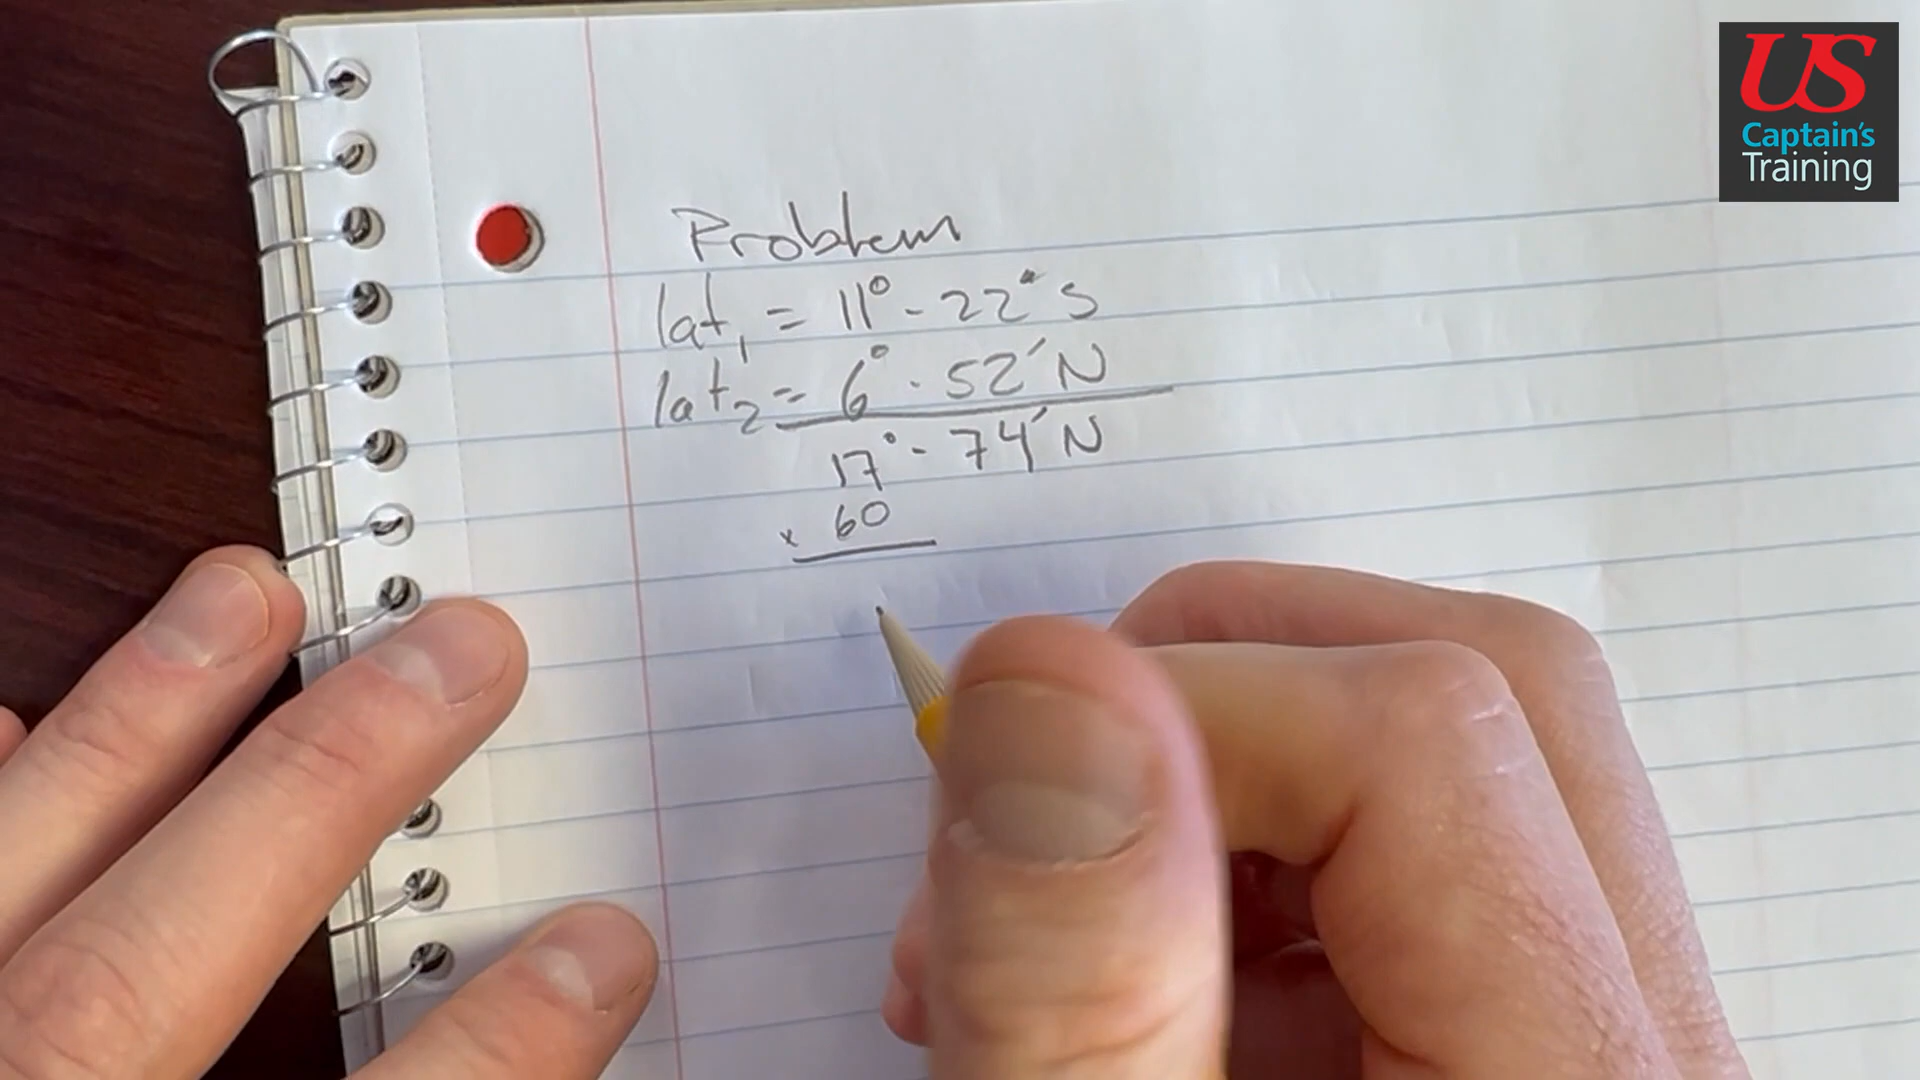 US
Captain's
Training
Problem
lat₁ = 11° - 22" S
lat₂ = 6° - 52' N
17° - 74' N
x 60